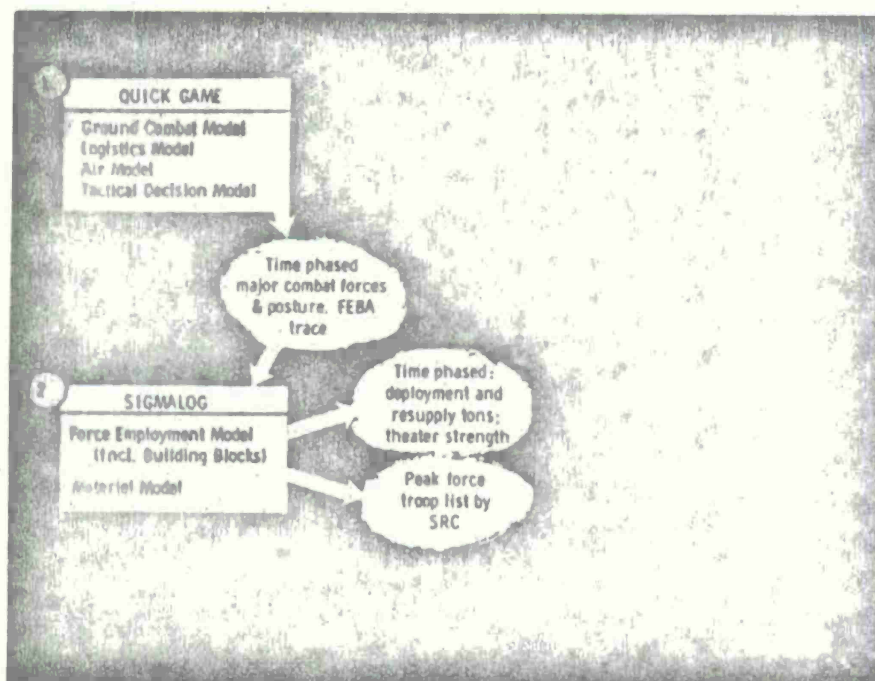 QUICK GAME
Ground Combat Model
Logistics Model
Air Model
Tactical Decision Model
Time phased
major combat forces
& posture. FEBA
trace
2
SIGMALOG
Force Employment Model
(Incl. Building Blocks)
Materiel Model
Time phased:
deployment and
resupply tons;
theater strength
Peak force
troop list by
SRC